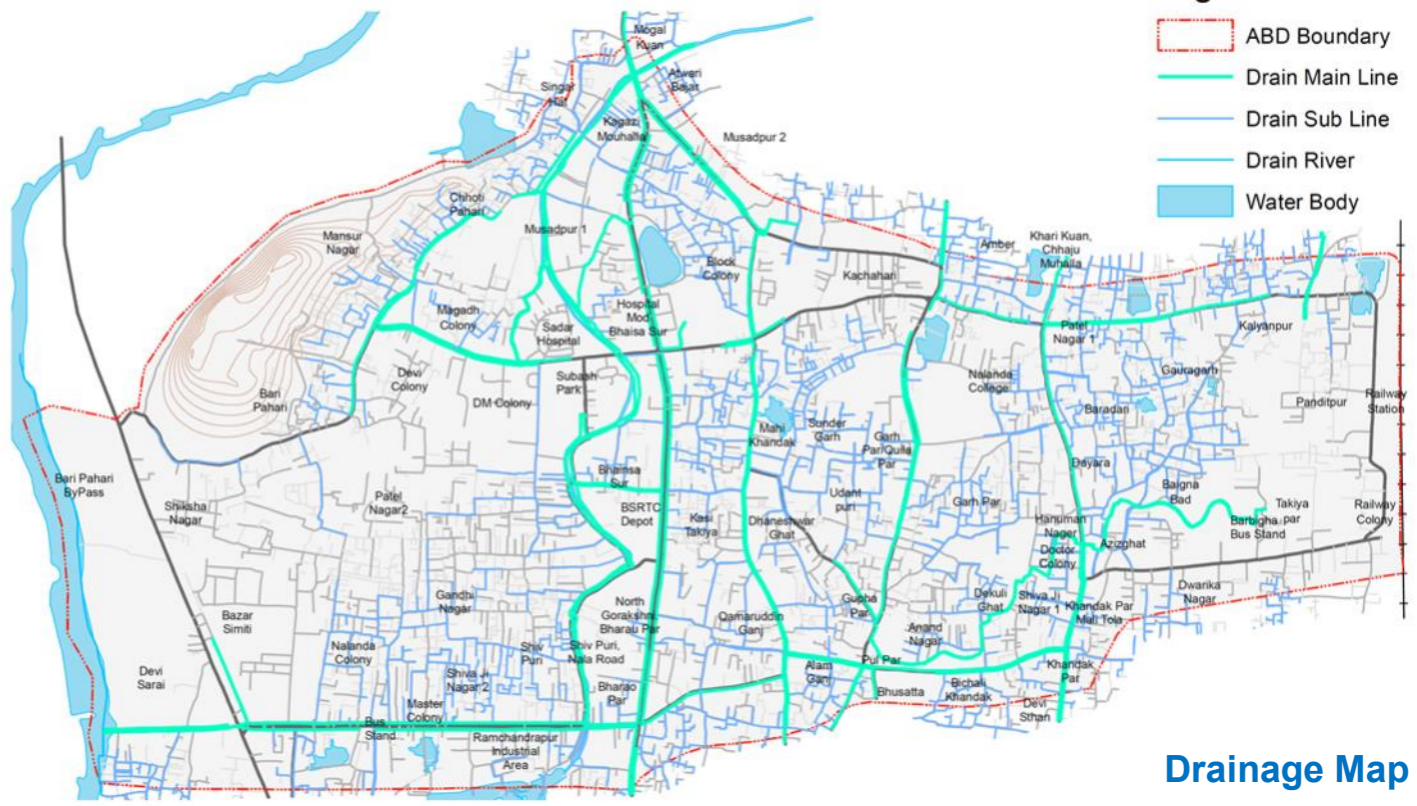 ABD Boundary
Drain Main Line
Drain Sub Line
Drain River
Water Body
Mogal
Kuan
Atweri
Bajar
Singar
Hat
Kagazi
Mouhalla
Musadpur 2
Chhoti
Pahari
Musadpur 1
Mansur
Nagar
Block
Colony
Kachahari
Amber
Khari Kuan,
Chhaju
Muhalla
Magadh
Colony
Sadar
Hospital
Hospital
Mod
Bhaisa Sur
Patel
Nagar 1
Kalyanpur
Devi
Colony
Subash
Park
DM Colony
Bari
Pahari
Nalanda
College
Gauragarh
Baradari
Panditpur
Railway
Station
Mahi
Khandak
Sunder
Garh
Garh
Par/Quila
Par
Dayara
Bari Pahari
ByPass
Shiksha
Nagar
Patel
Nagar2
Bhainsa
Sur
BSRTC
Depot
Kasi
Takiya
Dhaneshwar
Ghat
Udant
puri
Garh Par
Hanuman
Nager
Doctor
Colony
Azizghat
Baigna
Bad
Barbigha
Bus Stand
Takiya
par
Railway
Colony
Bazar
Simiti
Gandhi
Nagar
North
Gorakshni,
Bharau Par
Qamaruddin
Ganj
Gupha
Par
Dekuli
Ghat
Shiva Ji
Nagar 1
Khandak Par
Mali Tola
Dwarika
Nagar
Anand
Nagar
Devi
Sarai
Nalanda
Colony
Shiva Ji
Nagar 2
Shiv
Puri
Shiv Puri,
Nala Road
Bharao
Par
Alam
Ganj
Pul Par
Bhusatta
Bichali
Khandak
Khandak
Par
Devi
Sthan
Master
Colony
Bus
Stand
Ramchandrapur
Industrial
Area
Drainage Map